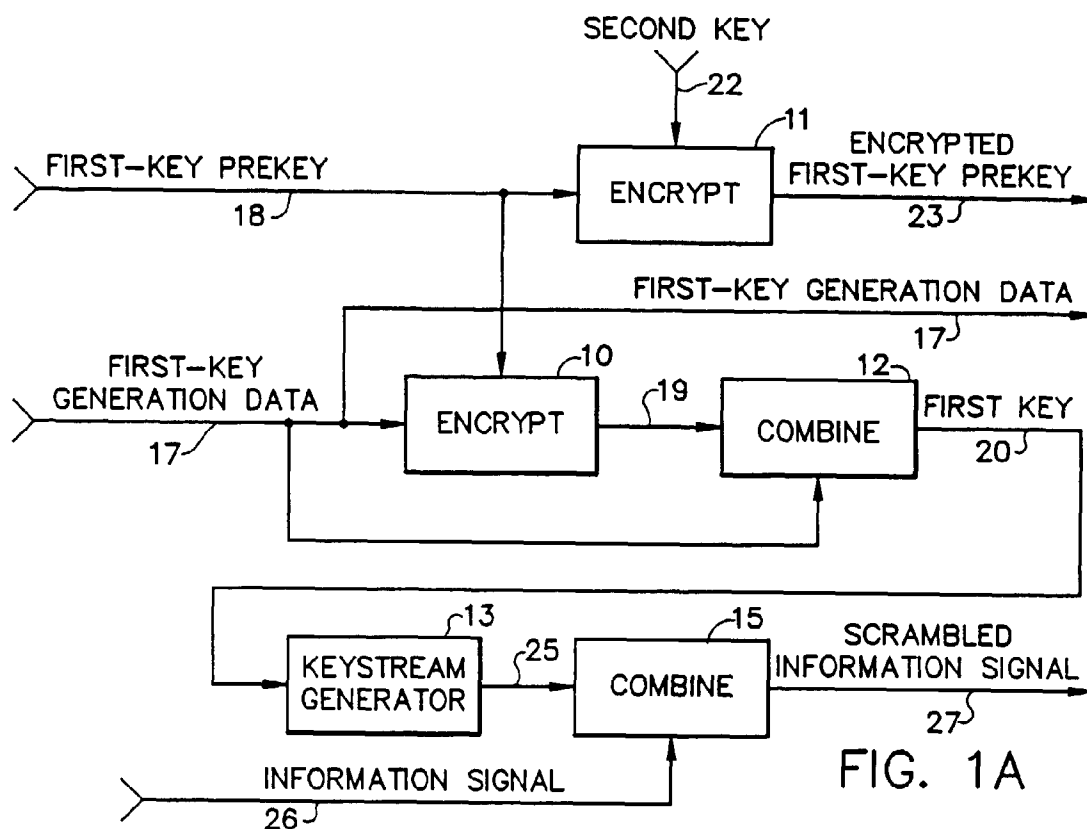 SECOND KEY
22
11
FIRST-KEY PREKEY
18
ENCRYPT
ENCRYPTED
FIRST-KEY PREKEY
23
FIRST-KEY GENERATION DATA
17
FIRST-KEY
GENERATION DATA
17
10
ENCRYPT
19
12
COMBINE
FIRST KEY
20
13
KEYSTREAM
GENERATOR
25
15
COMBINE
SCRAMBLED
INFORMATION SIGNAL
27
INFORMATION SIGNAL
26
FIG. 1A